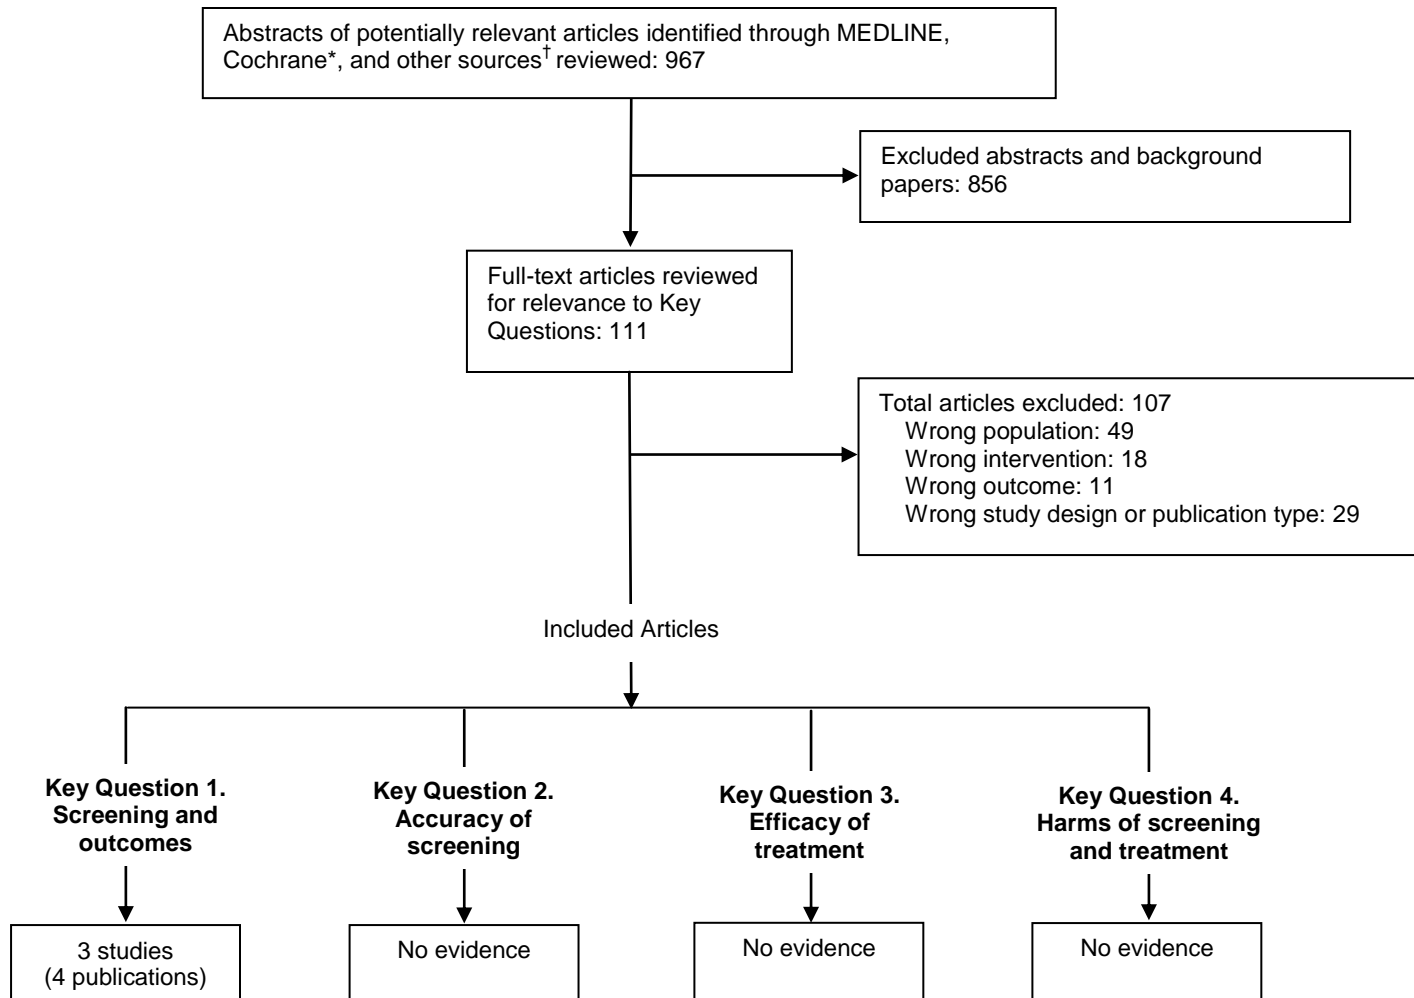 Abstracts of potentially relevant articles identified through MEDLINE,
Cochrane*, and other sources† reviewed: 967
Excluded abstracts and background
papers: 856
Full-text articles reviewed
for relevance to Key
Questions: 111
Total articles excluded: 107
Wrong population: 49
Wrong intervention: 18
Wrong outcome: 11
Wrong study design or publication type: 29
Included Articles
Key Question 1.
Screening and
outcomes
Key Question 2.
Accuracy of
screening
Key Question 3.
Efficacy of
treatment
Key Question 4.
Harms of screening
and treatment
3 studies
(4 publications)
No evidence
No evidence
No evidence